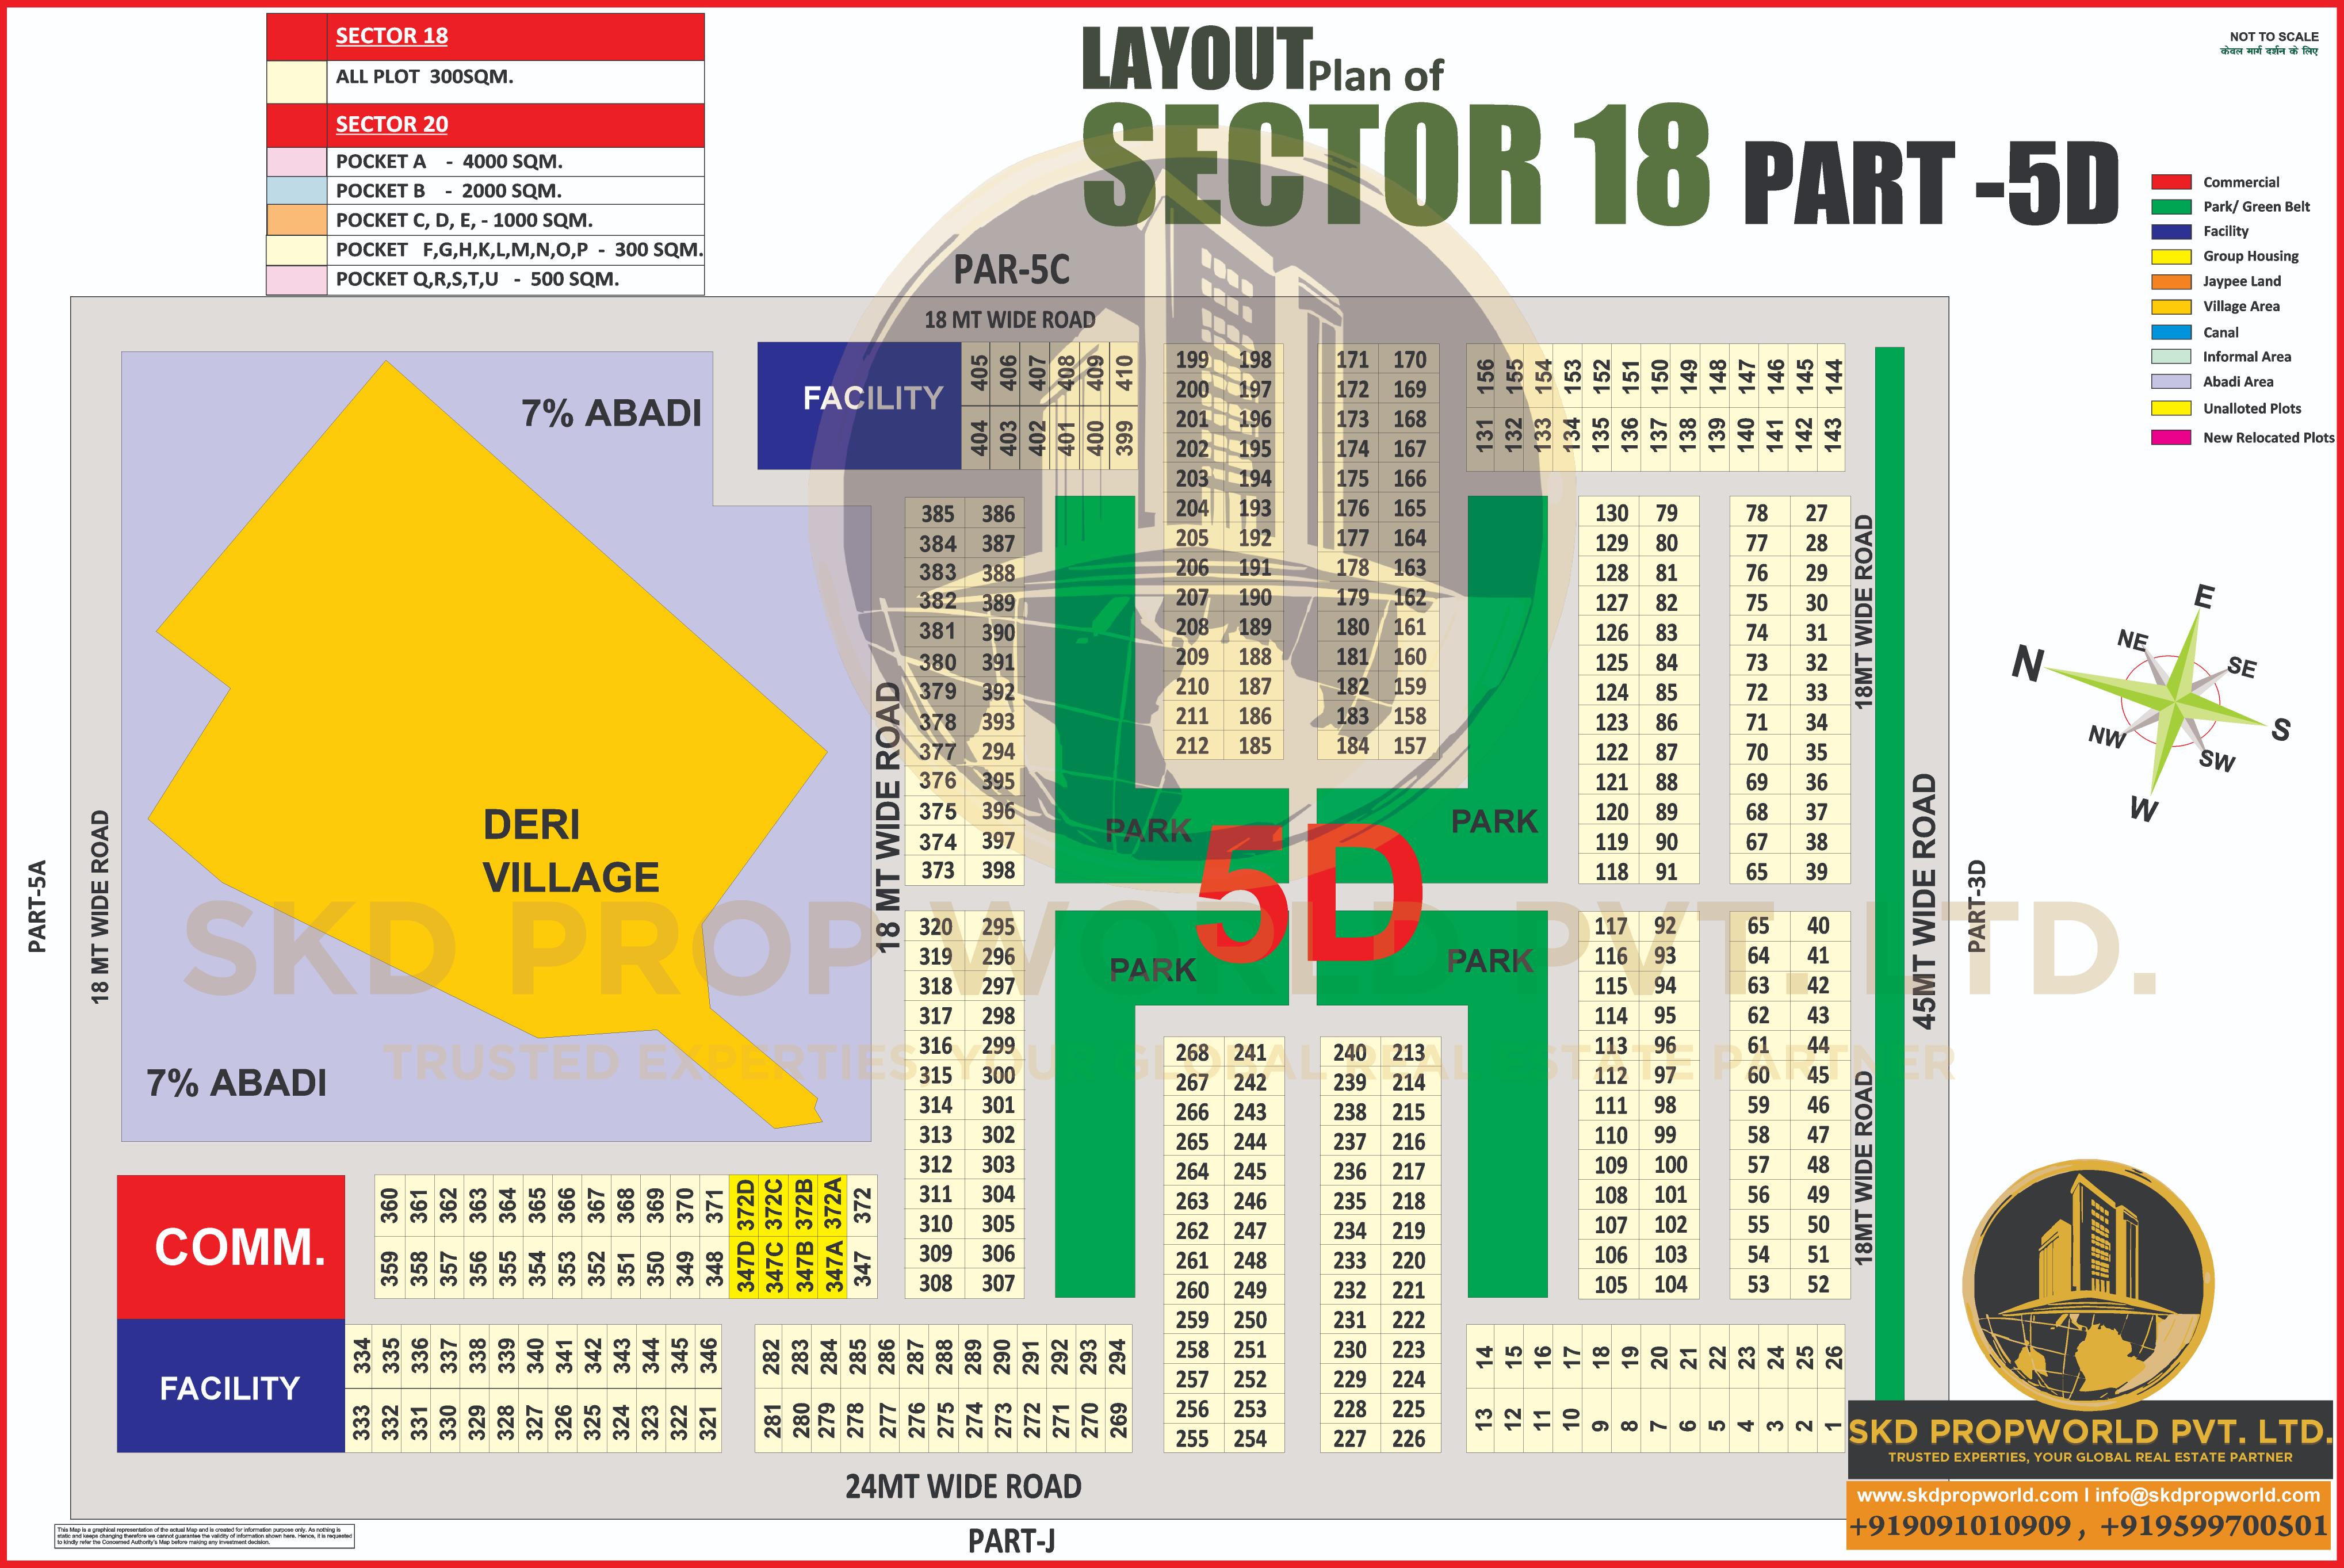 SECTOR 18
ALL PLOT 300SQM.
SECTOR 20
POCKET A - 4000 SQM.
POCKET B - 2000 SQM.
POCKET C, D, E, - 1000 SQM.
POCKET F,G,H,K,L,M,N,O,P - 300 SQM.
POCKET Q,R,S,T,U - 500 SQM.
LAYOUT Plan of
SECTOR 18 PART -5D
NOT TO SCALE
केवल मार्ग दर्शन के लिए
Commercial
Park/ Green Belt
Facility
Group Housing
Jaypee Land
Village Area
Canal
Informal Area
Abadi Area
Unalloted Plots
New Relocated Plots
PAR-5C
18 MT WIDE ROAD
7% ABADI
DERI
VILLAGE
7% ABADI
PART-5A
18 MT WIDE ROAD
FACILITY
405 406 407 408 409 410
404 403 402 401 400 399
199 198
200 197
201 196
202 195
203 194
204 193
205 192
206 191
207 190
208 189
209 188
210 187
211 186
212 185
171 170
172 169
173 168
174 167
175 166
176 165
177 164
178 163
179 162
180 161
181 160
182 159
183 158
184 157
156 155 154 153 152 151 150 149 148 147 146 145 144
131 132 133 134 135 136 137 138 139 140 141 142 143
18 MT WIDE ROAD
385 386
384 387
383 388
382 389
381 390
380 391
379 392
378 393
377 294
376 395
375 396
374 397
373 398
130 79
129 80
128 81
127 82
126 83
125 84
124 85
123 86
122 87
121 88
120 89
119 90
118 91
78 27
77 28
76 29
75 30
74 31
73 32
72 33
71 34
70 35
69 36
68 37
67 38
65 39
18MT WIDE ROAD
45MT WIDE ROAD
PART-3D
N
NE
E
SE
S
SW
W
NW
PARK
PARK
5D
PARK
PARK
SKD PROP WORLD PVT. LTD.
TRUSTED EXPERTIES, YOUR GLOBAL REAL ESTATE PARTNER
320 295
319 296
318 297
317 298
316 299
315 300
314 301
313 302
312 303
311 304
310 305
309 306
308 307
268 241
267 242
266 243
265 244
264 245
263 246
262 247
261 248
260 249
259 250
258 251
257 252
256 253
255 254
240 213
239 214
238 215
237 216
236 217
235 218
234 219
233 220
232 221
231 222
230 223
229 224
228 225
227 226
117 92
116 93
115 94
114 95
113 96
112 97
111 98
110 99
109 100
108 101
107 102
106 103
105 104
65 40
64 41
63 42
62 43
61 44
60 45
59 46
58 47
57 48
56 49
55 50
54 51
53 52
18MT WIDE ROAD
COMM.
360 361 362 363 364 365 366 367 368 369 370 371 372D 372C 372B 372A 372
359 358 357 356 355 354 353 352 351 350 349 348 347D 347C 347B 347A 347
FACILITY
334 335 336 337 338 339 340 341 342 343 344 345 346
333 332 331 330 329 328 327 326 325 324 323 322 321
282 283 284 285 286 287 288 289 290 291 292 293 294
281 280 279 278 277 276 275 274 273 272 271 270 269
14 15 16 17 18 19 20 21 22 23 24 25 26
13 12 11 10 9 8 7 6 5 4 3 2 1
24MT WIDE ROAD
PART-J
This Map is a graphical representation of the actual Map and is created for information purpose only. As nothing is
static and keeps changing therefore we cannot guarantee the validity of information shown here. Hence, it is requested
to kindly refer the Concerned Authority's Map before making any investment decision.
SKD PROPWORLD PVT. LTD.
TRUSTED EXPERTIES, YOUR GLOBAL REAL ESTATE PARTNER
www.skdpropworld.com I info@skdpropworld.com
+919091010909 , +919599700501